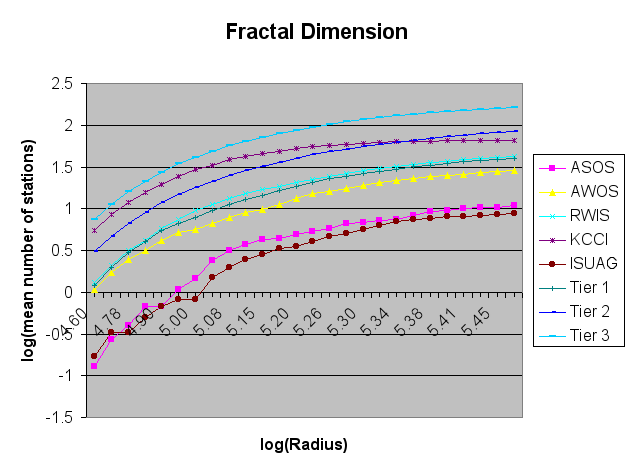 Fractal Dimension
log(mean number of stations)
2.5
2
1.5
1
0.5
0
-0.5
-1
-1.5
4.60
4.78
4.90
5.00
5.08
5.15
5.20
5.26
5.30
5.34
5.38
5.41
5.45
log(Radius)
ASOS
AWOS
RWIS
KCCI
ISUAG
Tier 1
Tier 2
Tier 3